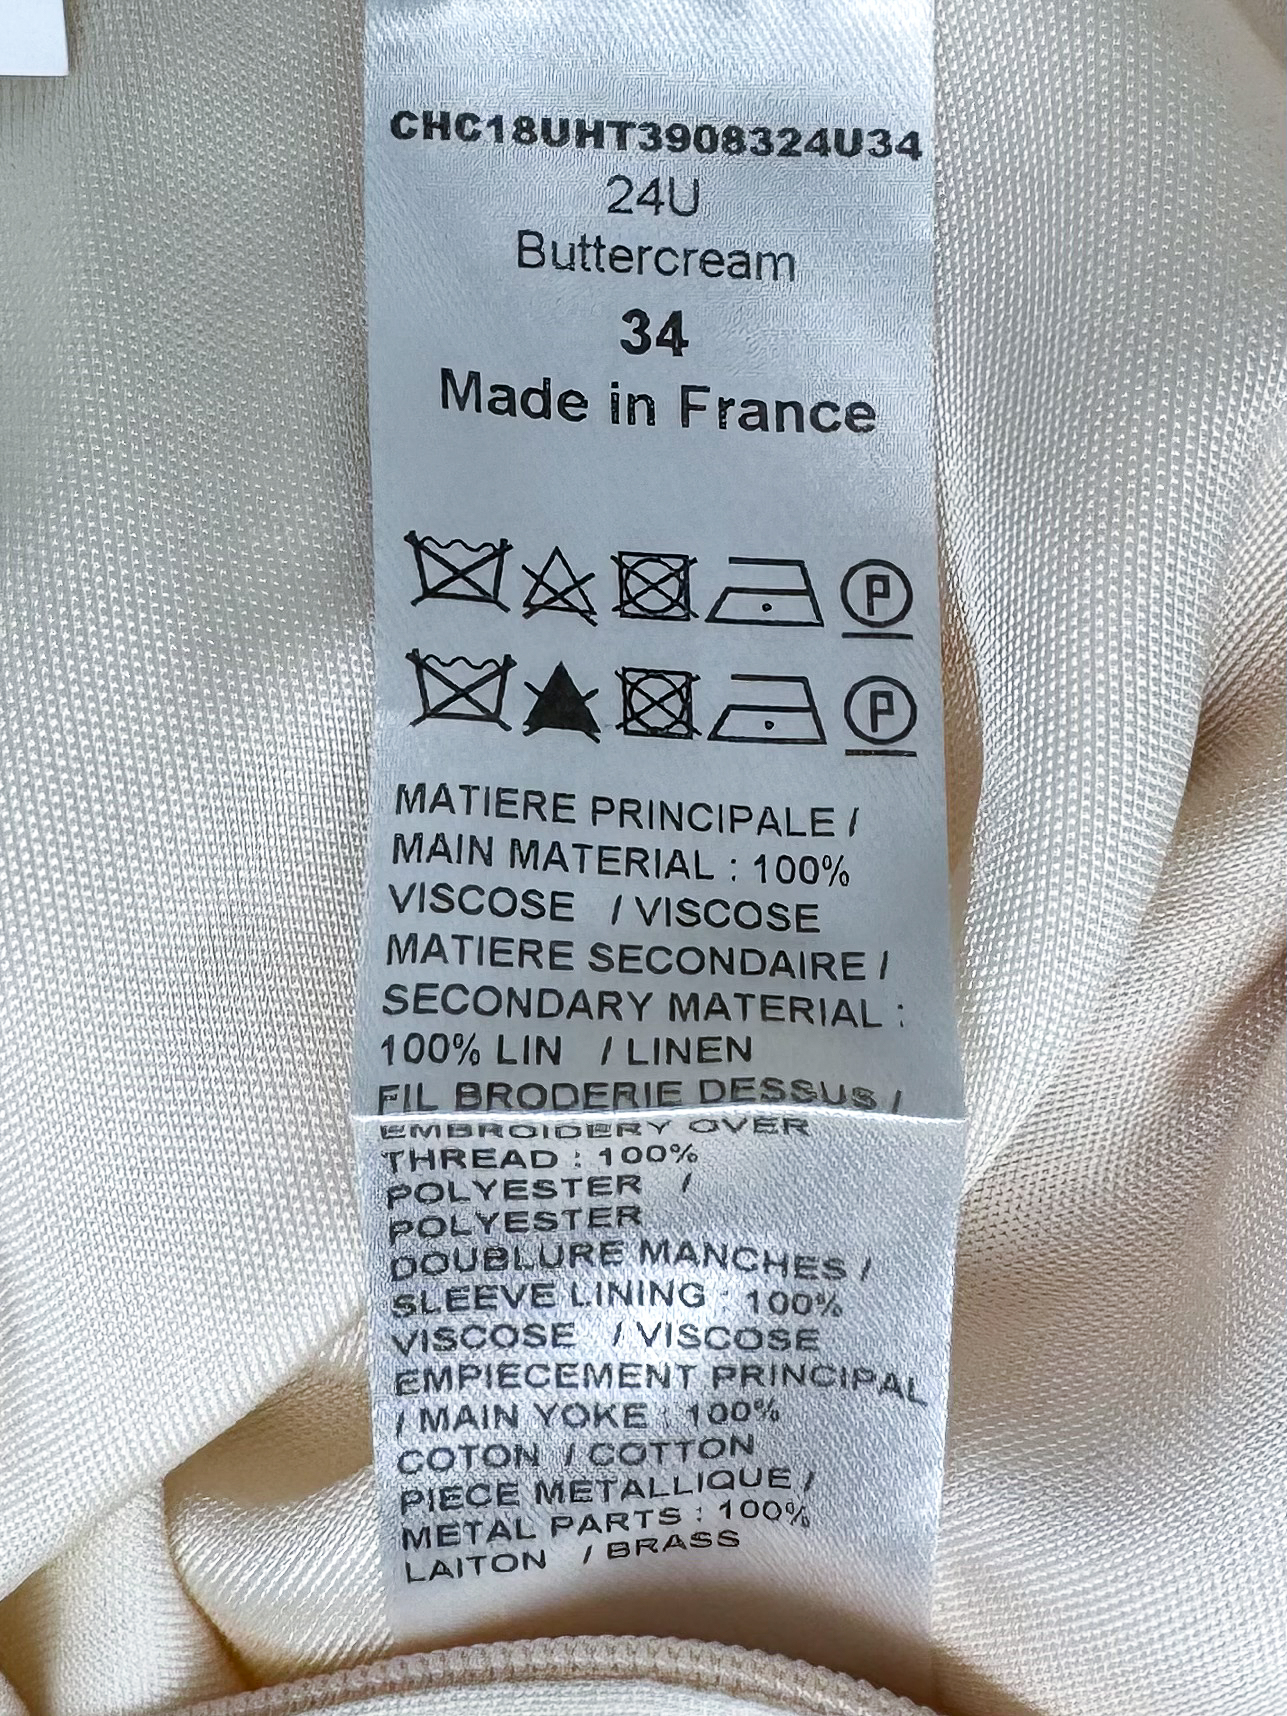 CHC18UHT3908324U34
24U
Buttercream
34
Made in France
P
P
MATIERE PRINCIPALE /
MAIN MATERIAL : 100%
VISCOSE / VISCOSE
MATIERE SECONDAIRE /
SECONDARY MATERIAL :
100% LIN / LINEN
FIL BRODERIE DESSUS /
EMBROIDERY OVER
THREAD : 100%
POLYESTER /
POLYESTER
DOUBLURE MANCHES /
SLEEVE LINING : 100%
VISCOSE / VISCOSE
EMPIECEMENT PRINCIPAL
/ MAIN YOKE : 100%
COTON / COTTON
PIECE METALLIQUE /
METAL PARTS : 100%
LAITON / BRASS